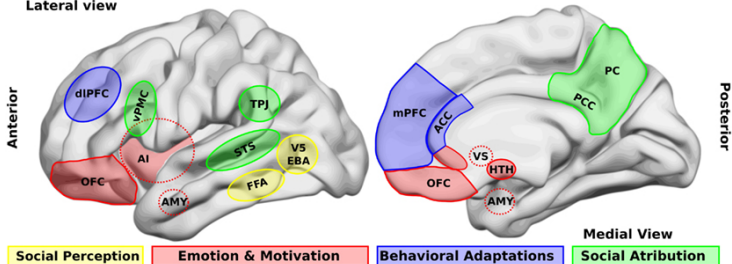 Lateral view
Anterior
dlPFC
vPMC
TPJ
AI
STS
V5
EBA
OFC
FFA
AMY
PC
PCC
mPFC
ACC
VS
HTH
OFC
AMY
Posterior
Medial View
Social Perception
Emotion & Motivation
Behavioral Adaptations
Social Atribution